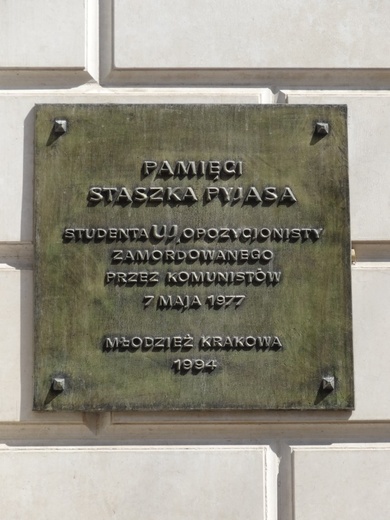 PAMIĘCI
STASZKA PYJASA
STUDENTA UJ, OPOZYCJONISTY
ZAMORDOWANEGO
PRZEZ KOMUNISTÓW
7 MAJA 1977
MŁODZIEŻ KRAKOWA
1994